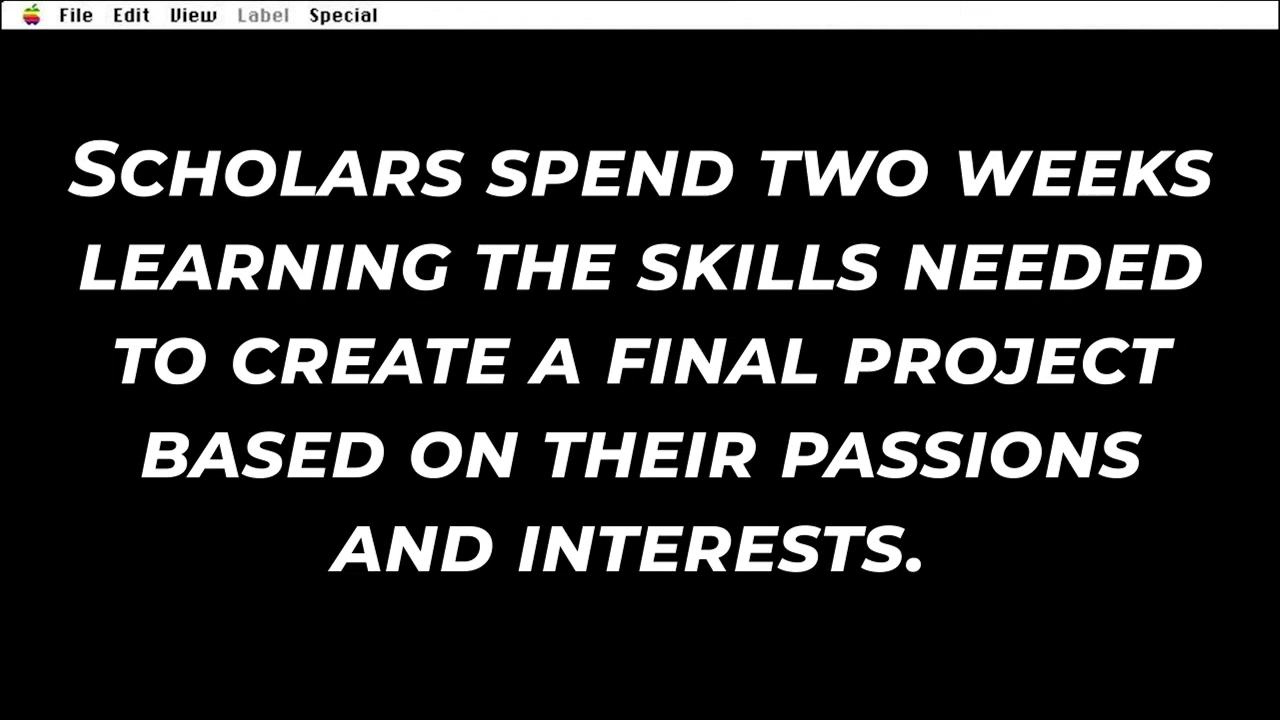 File Edit View Label Special
SCHOLARS SPEND TWO WEEKS
LEARNING THE SKILLS NEEDED
TO CREATE A FINAL PROJECT
BASED ON THEIR PASSIONS
AND INTERESTS.